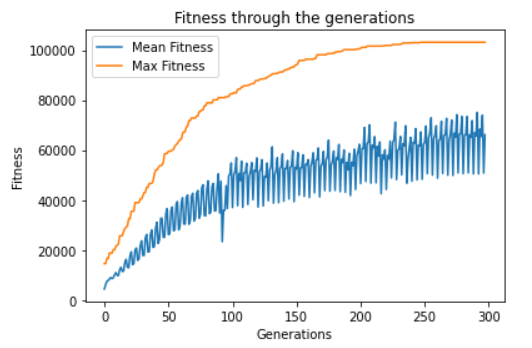 Fitness through the generations
Mean Fitness
Max Fitness
100000
80000
60000
40000
20000
0
Fitness
0 50 100 150 200 250 300
Generations